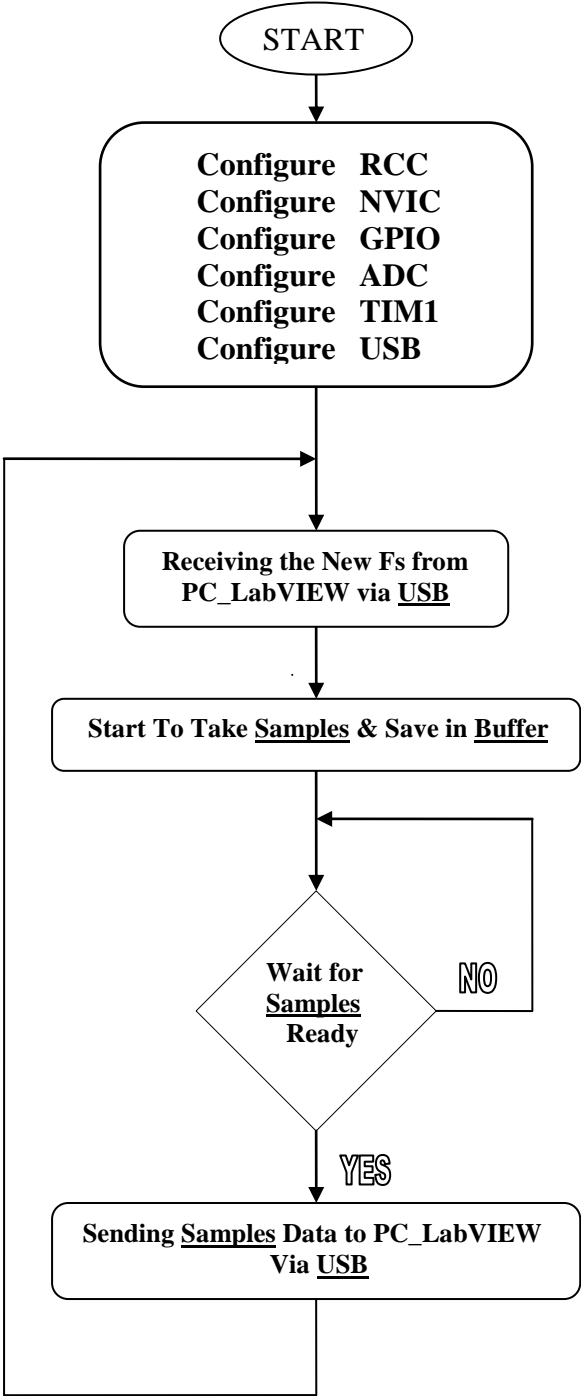 START
Configure RCC
Configure NVIC
Configure GPIO
Configure ADC
Configure TIM1
Configure USB
Receiving the New Fs from
PC_LabVIEW via USB
Start To Take Samples & Save in Buffer
Wait for
Samples
Ready
NO
YES
Sending Samples Data to PC_LabVIEW
Via USB